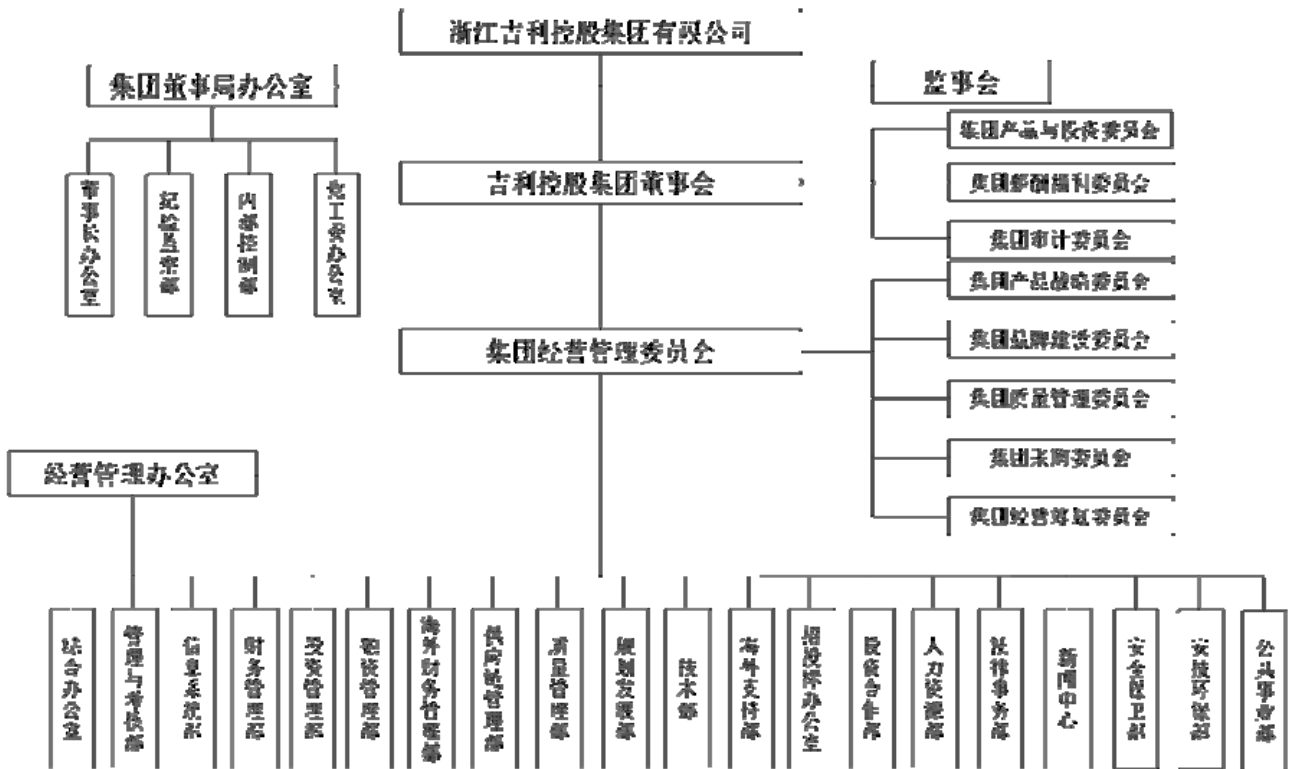 浙江吉利控股集团有限公司
集团董事局办公室
监事会
集团产品与投资委员会
吉利控股集团董事会
集团薪酬福利委员会
董事长办公室
纪检监察部
内部控制部
党工委办公室
集团审计委员会
集团产品战略委员会
集团经营管理委员会
集团品牌建设委员会
集团质量管理委员会
经营管理办公室
集团采购委员会
集团经营筹划委员会
综合办公室
管理与考核部
信息系统部
财务管理部
投资管理部
融资管理部
海外财务管理部
供应链管理部
质量管理部
规划发展部
技术部
海外支持部
招投标办公室
投资合作部
人力资源部
法律事务部
新闻中心
安全保卫部
安技环保部
公共事务部